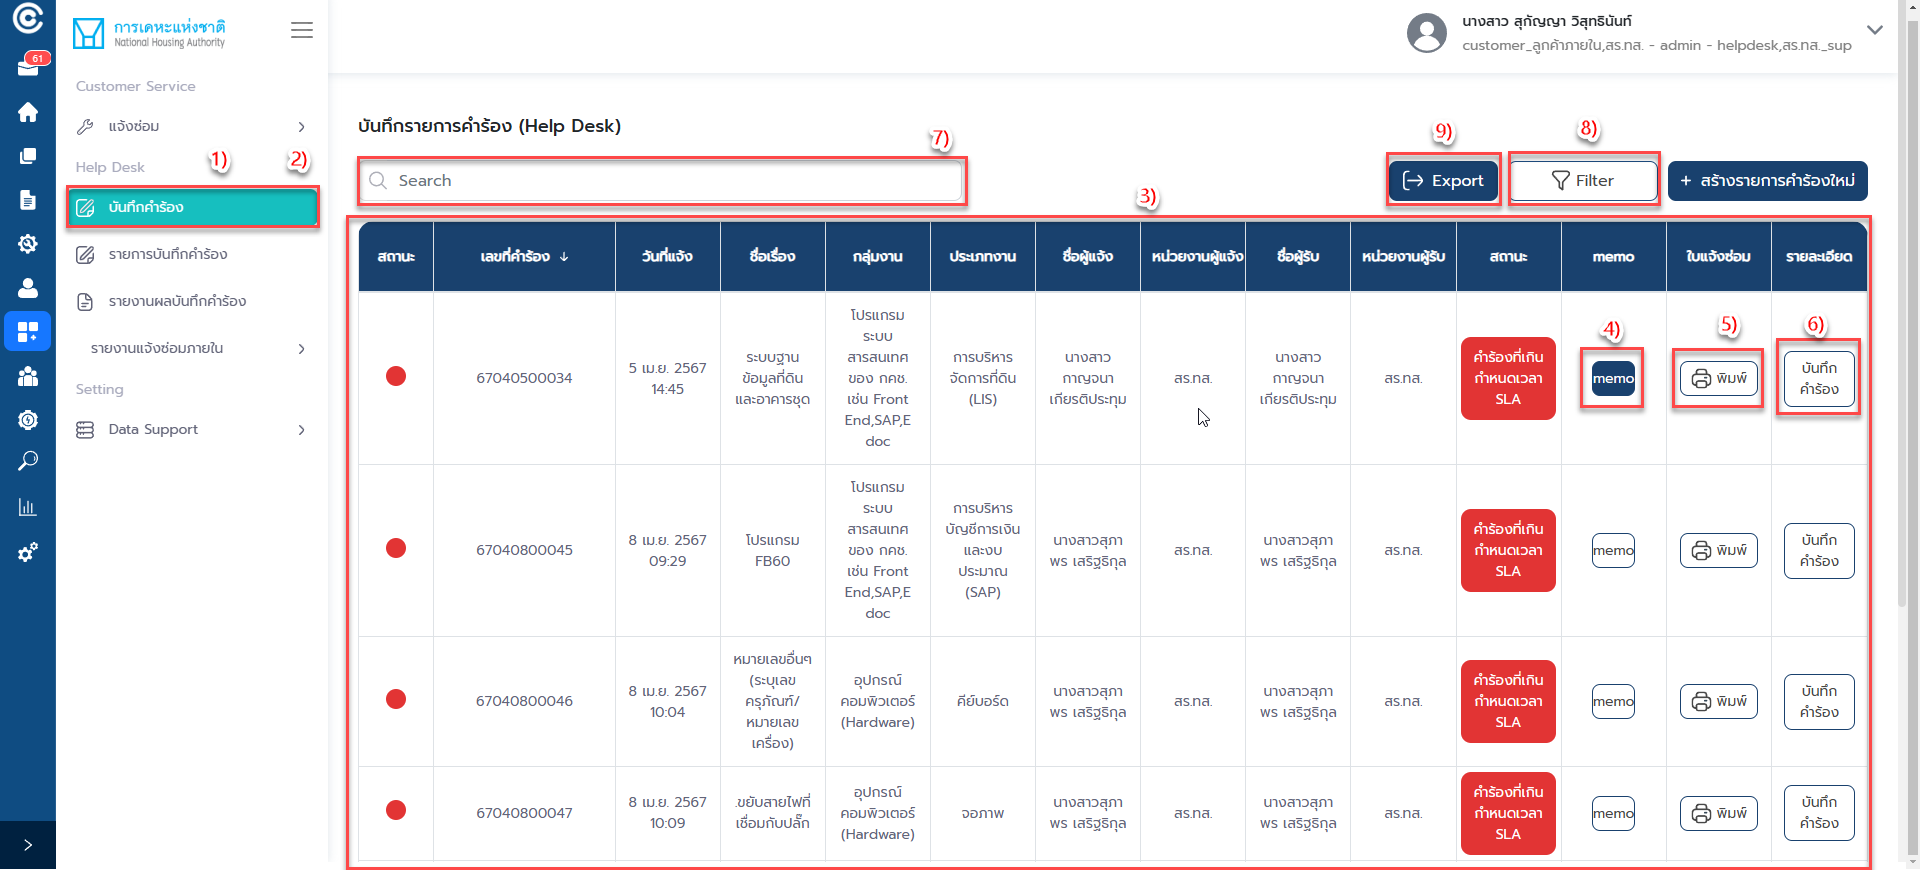 61
การเคหะแห่งชาติ
National Housing Authority
Customer Service
แจ้งซ่อม
Help Desk
1)
2)
บันทึกคำร้อง
รายการบันทึกคำร้อง
รายงานผลบันทึกคำร้อง
รายงานแจ้งซ่อมภายใน
Setting
Data Support
นางสาว สุกัญญา วิสุทธินันท์
customer_ลูกค้าภายใน,สร.ทส. - admin - helpdesk,สร.ทส._sup
บันทึกรายการคำร้อง (Help Desk)
7)
9)
8)
Search
Export
Filter
+ สร้างรายการคำร้องใหม่
3)
สถานะ เลขที่คำร้อง ↓ วันที่แจ้ง ชื่อเรื่อง กลุ่มงาน ประเภทงาน ชื่อผู้แจ้ง หน่วยงานผู้แจ้ง ชื่อผู้รับ หน่วยงานผู้รับ สถานะ memo ใบแจ้งซ่อม รายละเอียด
4)
5)
6)
67040500034
5 เม.ย. 2567
14:45
ระบบฐาน
ข้อมูลที่ดิน
และอาคารชุด
โปรแกรม
ระบบ
สารสนเทศ
ของ กคช.
เช่น Front
End,SAP,E
doc
การบริหาร
จัดการที่ดิน
(LIS)
นางสาว
กาญจนา
เกียรติประทุม
สร.ทส.
นางสาว
กาญจนา
เกียรติประทุม
สร.ทส.
คำร้องที่เกิน
กำหนดเวลา
SLA
memo
พิมพ์
บันทึก
คำร้อง
67040800045
8 เม.ย. 2567
09:29
โปรแกรม
FB60
โปรแกรม
ระบบ
สารสนเทศ
ของ กคช.
เช่น Front
End,SAP,E
doc
การบริหาร
บัญชีการเงิน
และงบ
ประมาณ
(SAP)
นางสาวสุภา
พร เสริฐธิกุล
สร.ทส.
นางสาวสุภา
พร เสริฐธิกุล
สร.ทส.
คำร้องที่เกิน
กำหนดเวลา
SLA
memo
พิมพ์
บันทึก
คำร้อง
67040800046
8 เม.ย. 2567
10:04
หมายเลขอื่นๆ
(ระบุเลข
ครุภัณฑ์/
หมายเลข
เครื่อง)
อุปกรณ์
คอมพิวเตอร์
(Hardware)
คีย์บอร์ด
นางสาวสุภา
พร เสริฐธิกุล
สร.ทส.
นางสาวสุภา
พร เสริฐธิกุล
สร.ทส.
คำร้องที่เกิน
กำหนดเวลา
SLA
memo
พิมพ์
บันทึก
คำร้อง
67040800047
8 เม.ย. 2567
10:09
.ขยับสายไฟที่
เชื่อมกับปลั๊ก
อุปกรณ์
คอมพิวเตอร์
(Hardware)
จอภาพ
นางสาวสุภา
พร เสริฐธิกุล
สร.ทส.
นางสาวสุภา
พร เสริฐธิกุล
สร.ทส.
คำร้องที่เกิน
กำหนดเวลา
SLA
memo
พิมพ์
บันทึก
คำร้อง